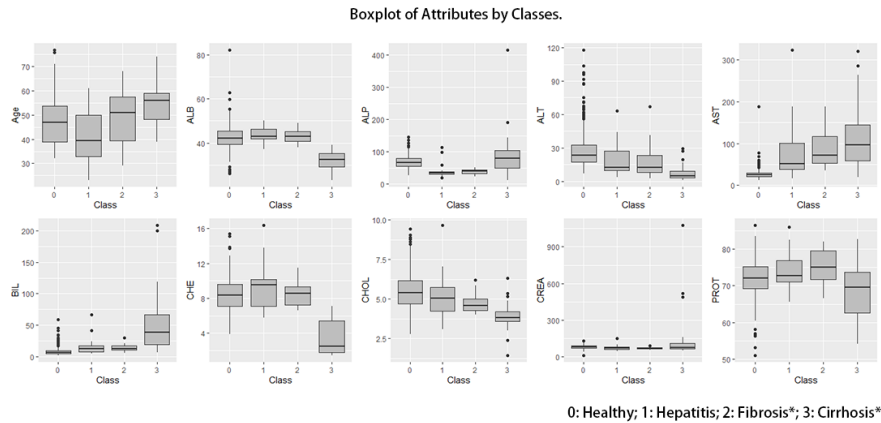 Boxplot of Attributes by Classes.
Age
70
60
50
40
30
0 1 2 3
Class
ALB
80
60
40
0 1 2 3
Class
ALP
400
300
200
100
0
0 1 2 3
Class
ALT
120
90
60
30
0
0 1 2 3
Class
AST
300
200
100
0
0 1 2 3
Class
BIL
200
150
100
50
0
0 1 2 3
Class
CHE
16
12
8
4
0 1 2 3
Class
CHOL
10.0
7.5
5.0
2.5
0 1 2 3
Class
CREA
900
600
300
0
0 1 2 3
Class
PROT
80
70
60
50
0 1 2 3
Class
0: Healthy; 1: Hepatitis; 2: Fibrosis*; 3: Cirrhosis*